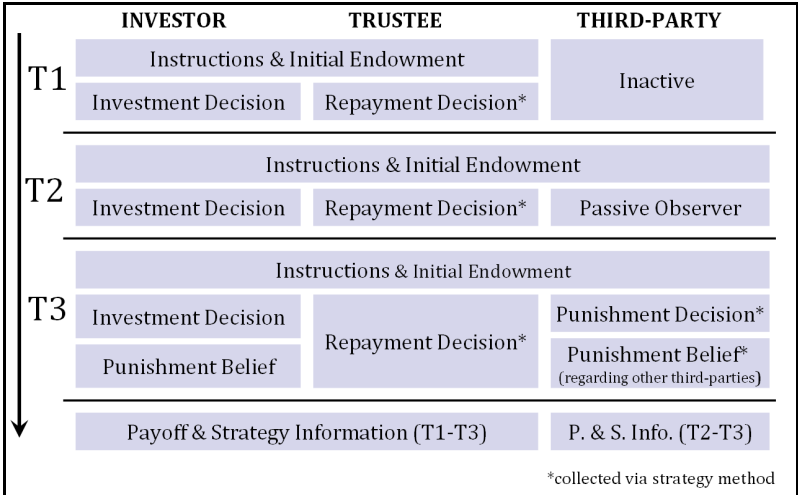 INVESTOR TRUSTEE THIRD-PARTY
T1
Instructions & Initial Endowment
Inactive
Investment Decision
Repayment Decision*
T2
Instructions & Initial Endowment
Investment Decision
Repayment Decision*
Passive Observer
T3
Instructions & Initial Endowment
Investment Decision
Punishment Belief
Repayment Decision*
Punishment Decision*
Punishment Belief*
(regarding other third-parties)
Payoff & Strategy Information (T1-T3)
P. & S. Info. (T2-T3)
*collected via strategy method